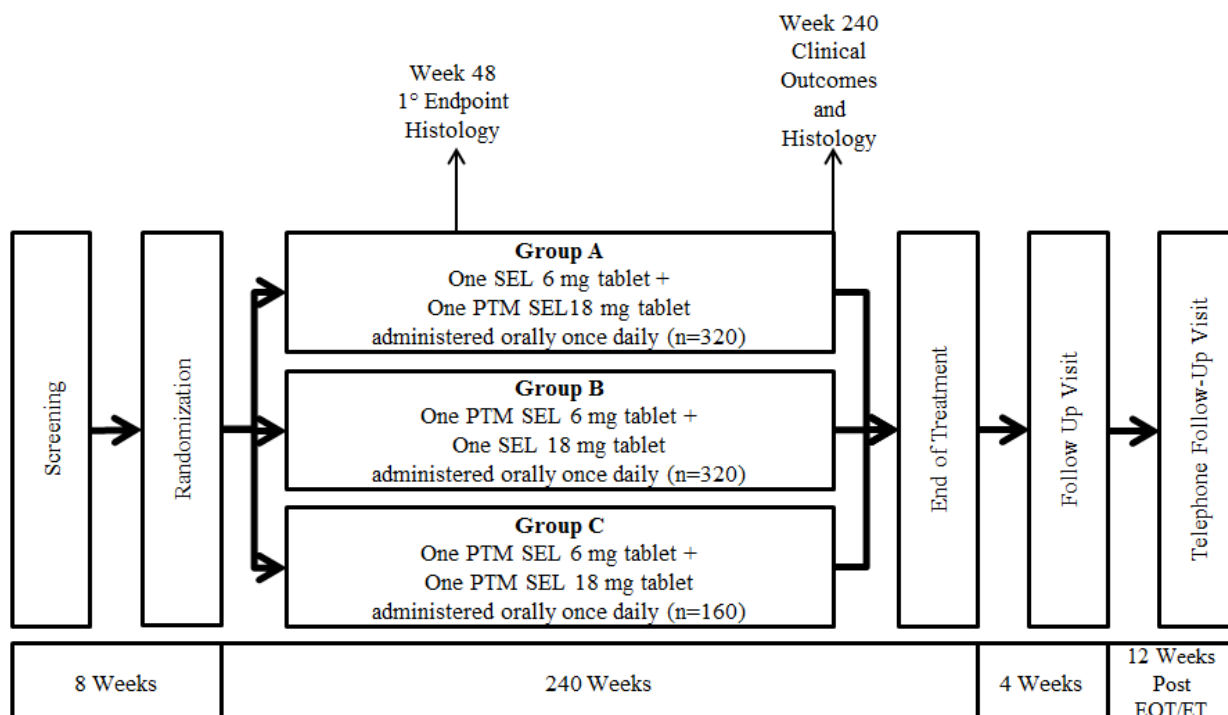 Week 48
1° Endpoint
Histology
Week 240
Clinical
Outcomes
and
Histology
Screening
Randomization
Group A
One SEL 6 mg tablet +
One PTM SEL18 mg tablet
administered orally once daily (n=320)
Group B
One PTM SEL 6 mg tablet +
One SEL 18 mg tablet
administered orally once daily (n=320)
Group C
One PTM SEL 6 mg tablet +
One PTM SEL 18 mg tablet
administered orally once daily (n=160)
End of Treatment
Follow Up Visit
Telephone Follow-Up Visit
8 Weeks
240 Weeks
4 Weeks
12 Weeks
Post
EOT/ET